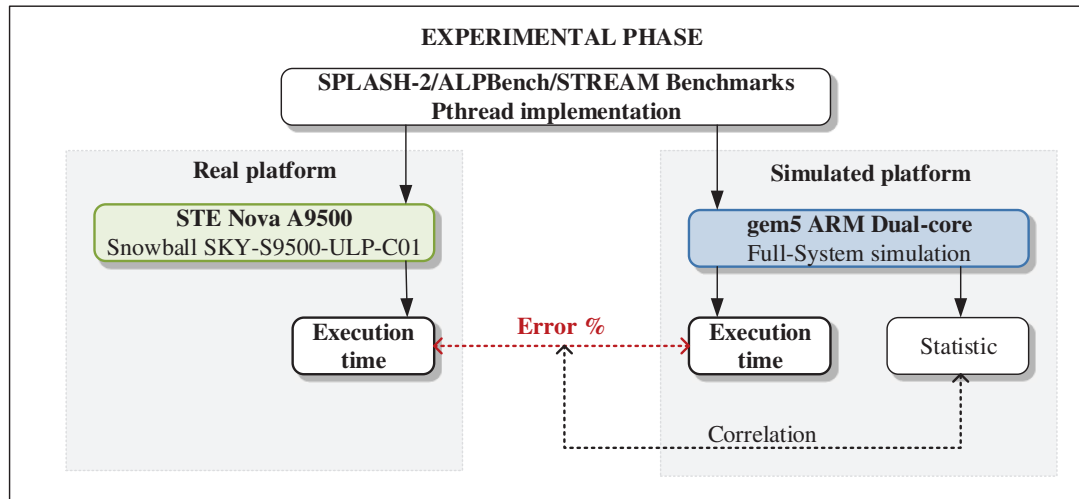 EXPERIMENTAL PHASE
SPLASH-2/ALPBench/STREAM Benchmarks
Pthread implementation
Real platform
Simulated platform
STE Nova A9500
Snowball SKY-S9500-ULP-C01
gem5 ARM Dual-core
Full-System simulation
Execution
time
Error %
Execution
time
Statistic
Correlation